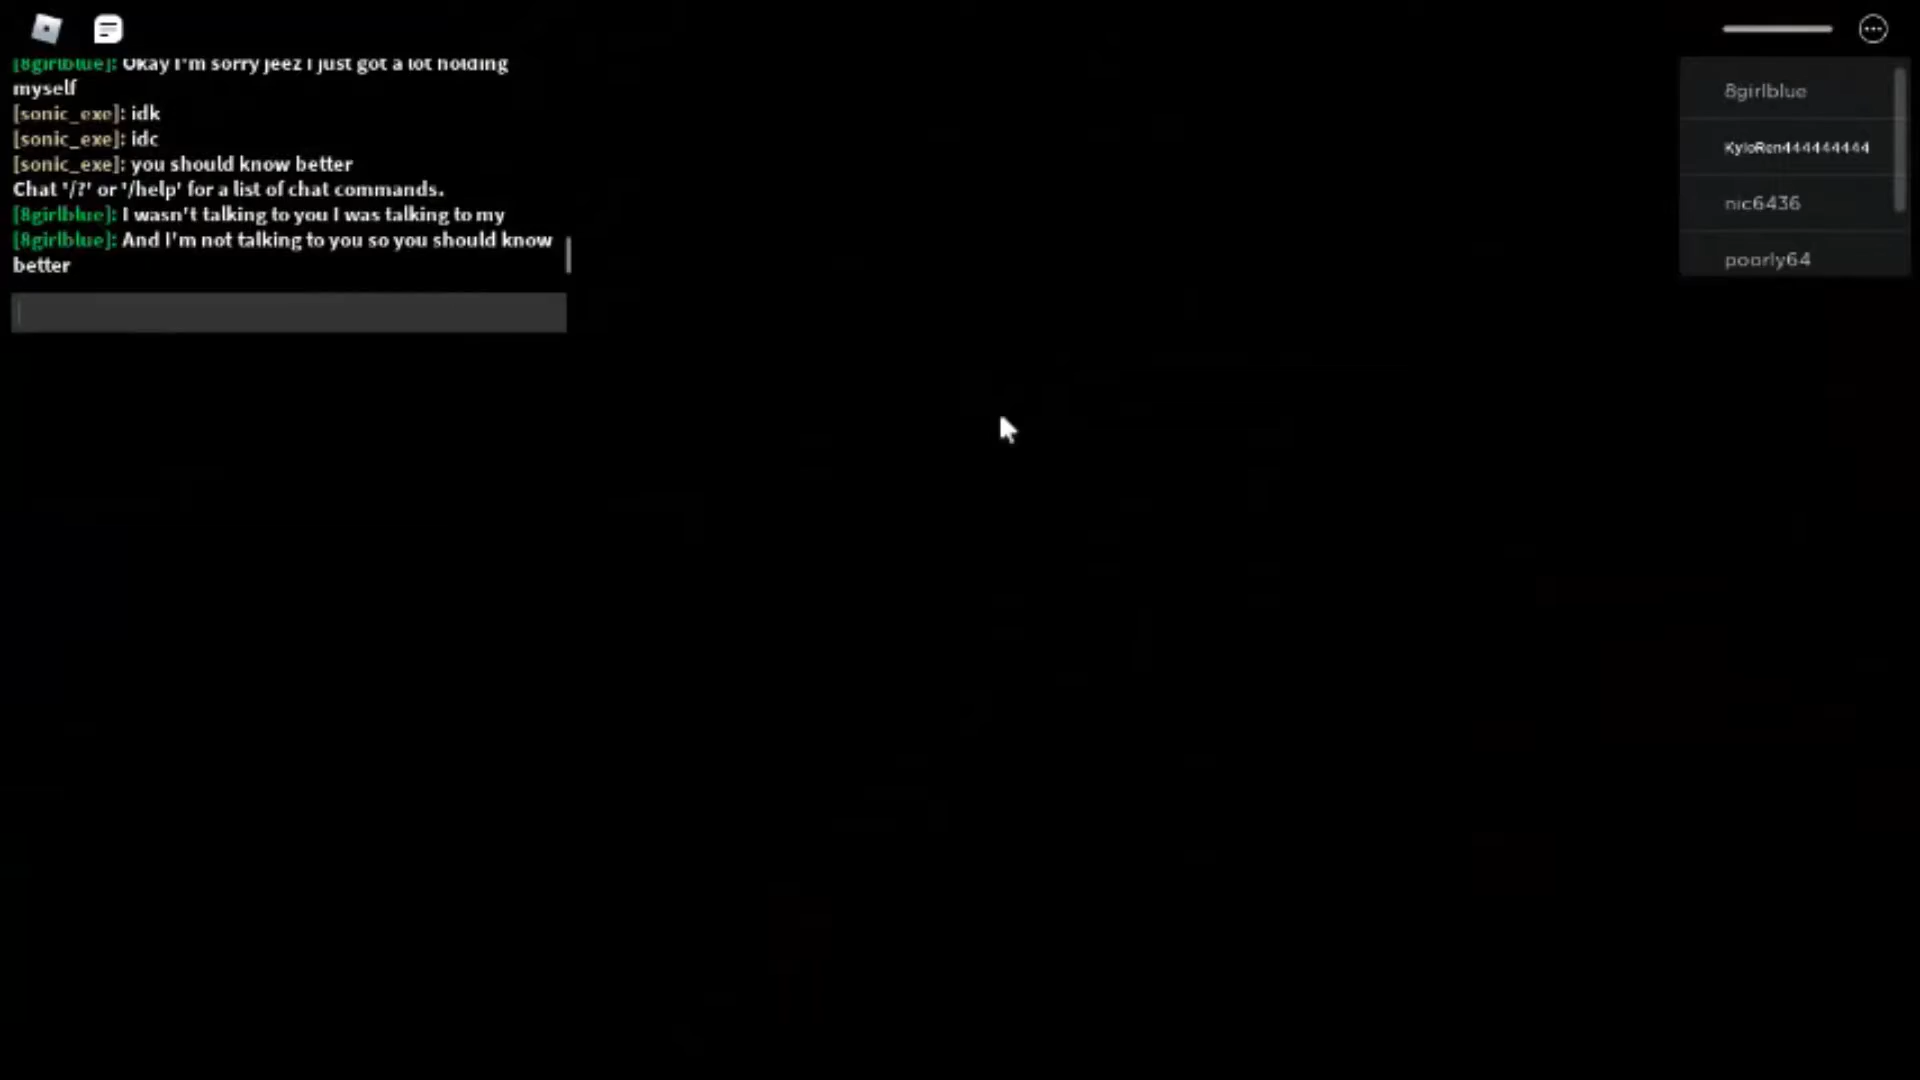 [8girlblue]: Okay I'm sorry jeez I just got a lot holding
myself
[sonic_exe]: idk
[sonic_exe]: idc
[sonic_exe]: you should know better
Chat '/?' or '/help' for a list of chat commands.
[8girlblue]: I wasn't talking to you I was talking to my
[8girlblue]: And I'm not talking to you so you should know
better
8girlblue
KyloRen444444444
nic6436
poorly64